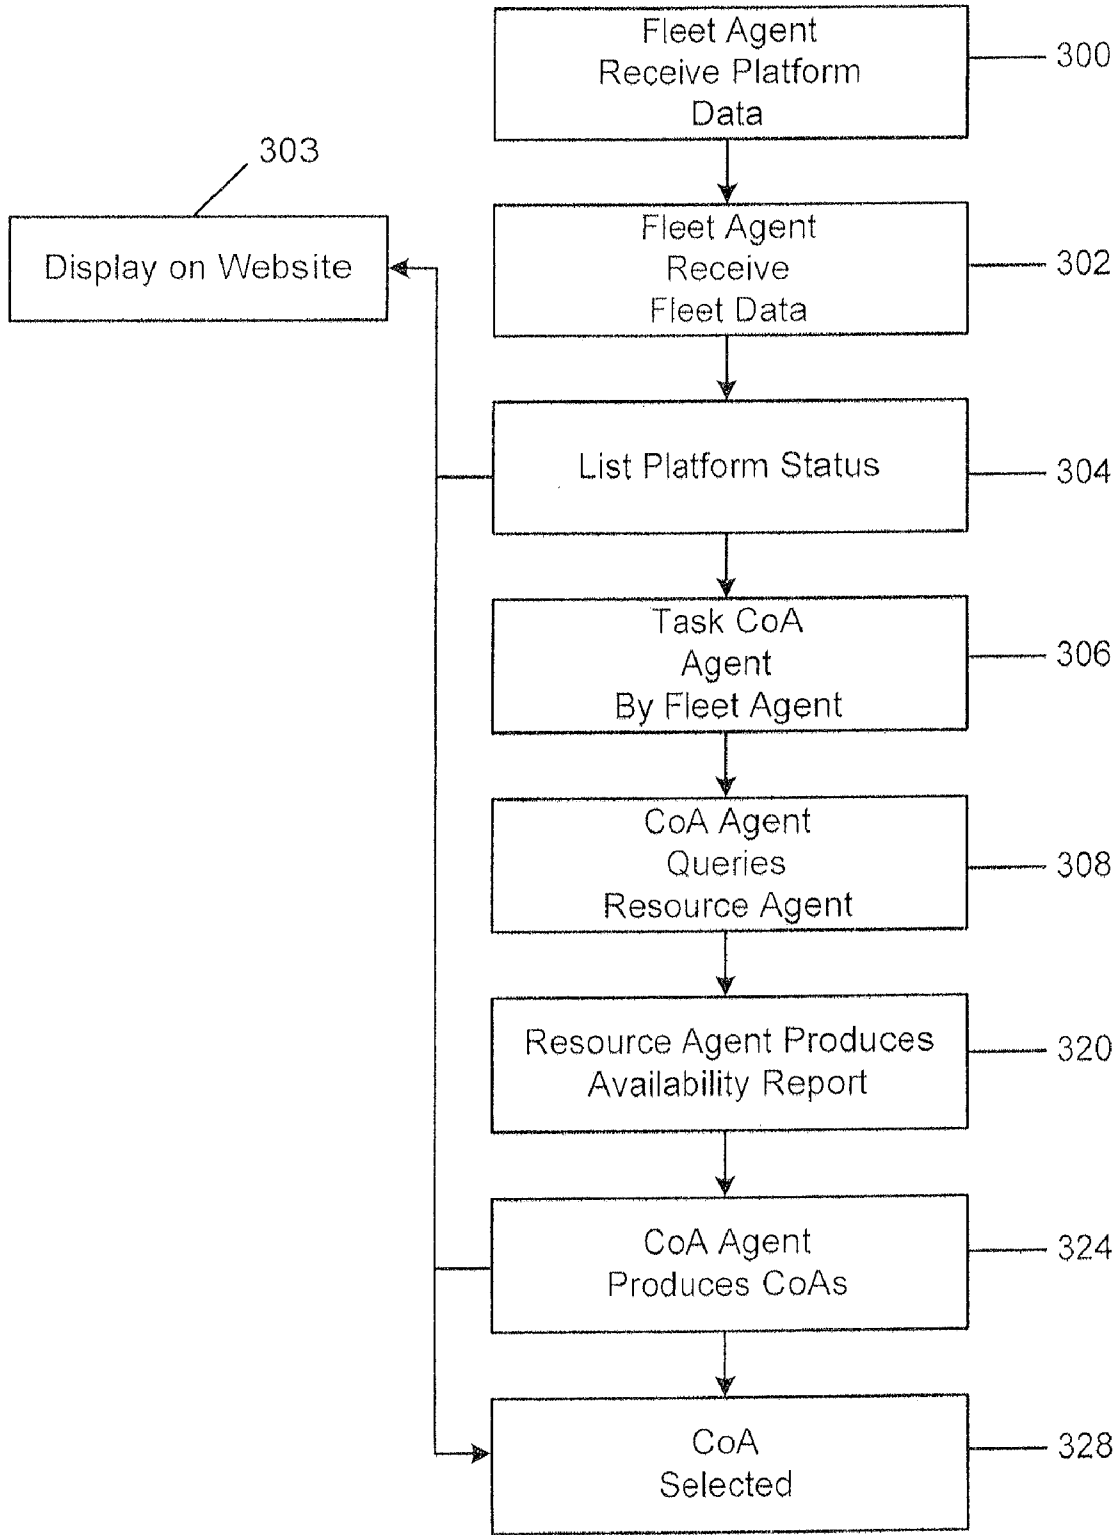 Fleet Agent
Receive Platform
Data
300
303
Display on Website
Fleet Agent
Receive
Fleet Data
302
List Platform Status
304
Task CoA
Agent
By Fleet Agent
306
CoA Agent
Queries
Resource Agent
308
Resource Agent Produces
Availability Report
320
CoA Agent
Produces CoAs
324
CoA
Selected
328